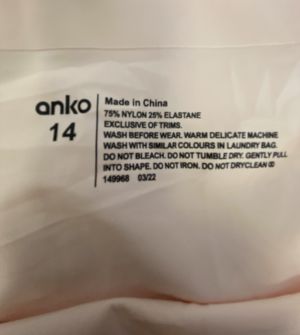 anko
14
Made in China
75% NYLON 25% ELASTANE
EXCLUSIVE OF TRIMS.
WASH BEFORE WEAR. WARM DELICATE MACHINE
WASH WITH SIMILAR COLOURS IN LAUNDRY BAG.
DO NOT BLEACH. DO NOT TUMBLE DRY. GENTLY PULL
INTO SHAPE. DO NOT IRON. DO NOT DRYCLEAN
149968 03/22